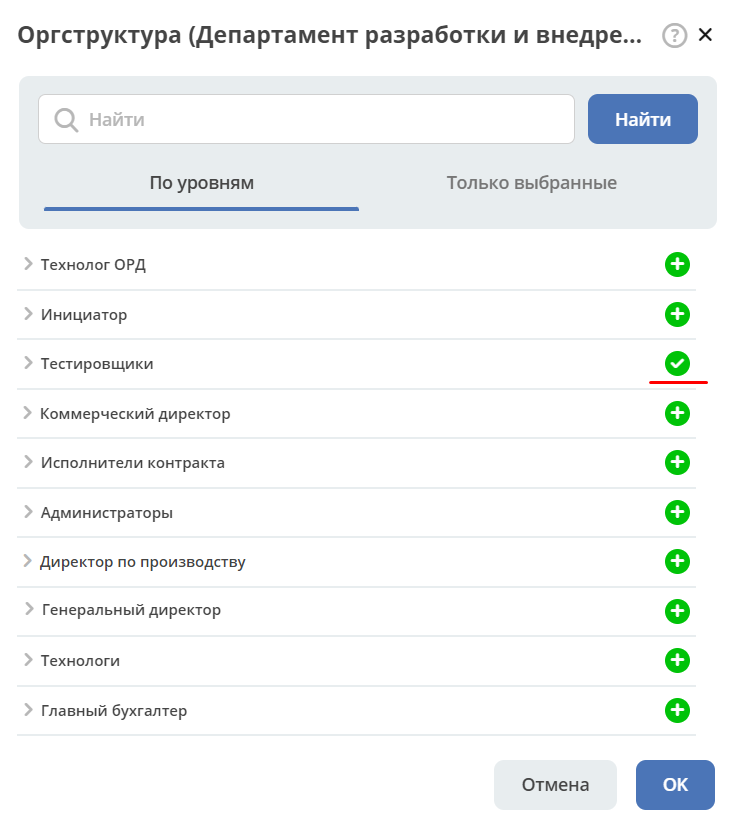 Оргструктура (Департамент разработки и внедре...
?
Найти
Найти
По уровням
Только выбранные
Технолог ОРД
Инициатор
Тестировщики
Коммерческий директор
Исполнители контракта
Администраторы
Директор по производству
Генеральный директор
Технологи
Главный бухгалтер
Отмена
ОК